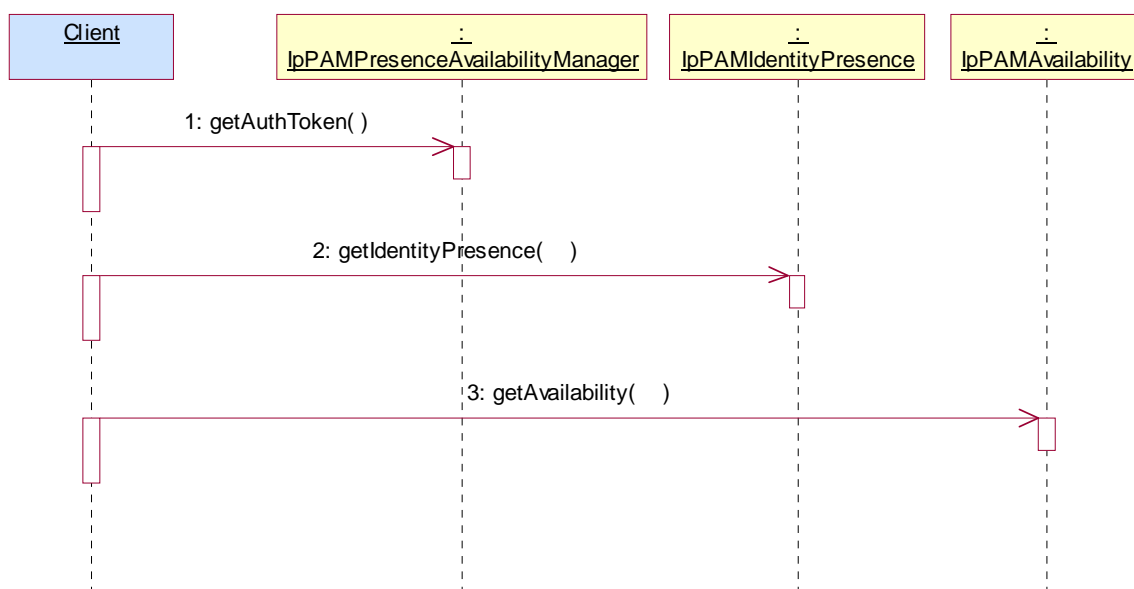 Client
:
IpPAMPresenceAvailabilityManager
:
IpPAMIdentityPresence
:
IpPAMAvailability
1: getAuthToken( )
2: getIdentityPresence( )
3: getAvailability( )